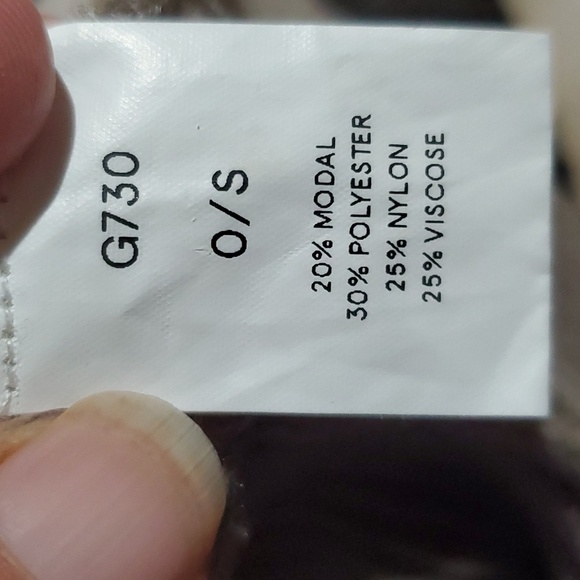 G730
O/S
20% MODAL
30% POLYESTER
25% NYLON
25% VISCOSE